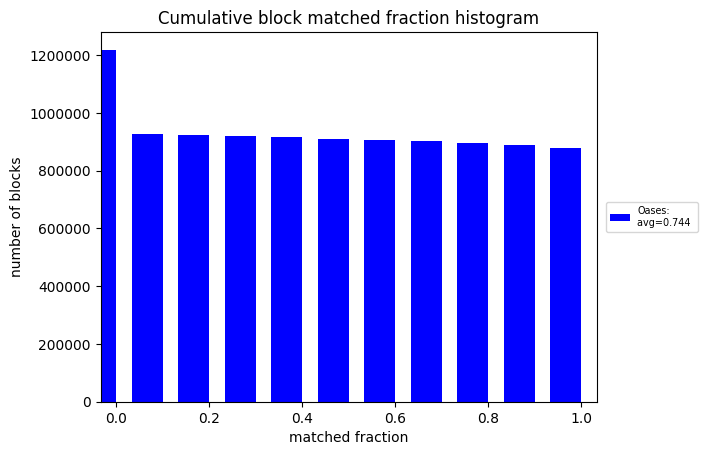 Cumulative block matched fraction histogram
number of blocks
1200000
1000000
800000
600000
400000
200000
0
0.0 0.2 0.4 0.6 0.8 1.0
matched fraction
Oases:
avg=0.744